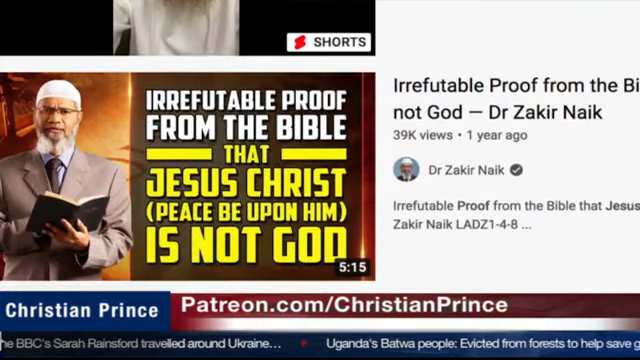 SHORTS
IRREFUTABLE PROOF
FROM THE BIBLE
THAT
JESUS CHRIST
(PEACE BE UPON HIM)
IS NOT GOD
5:15
Irrefutable Proof from the Bi
not God – Dr Zakir Naik
39K views • 1 year ago
Dr Zakir Naik
Irrefutable Proof from the Bible that Jesus
Zakir Naik LADZ1-4-8 ...
Christian Prince
Patreon.com/ChristianPrince
he BBC's Sarah Rainsford travelled around Ukraine...
Uganda's Batwa people: Evicted from forests to help save g